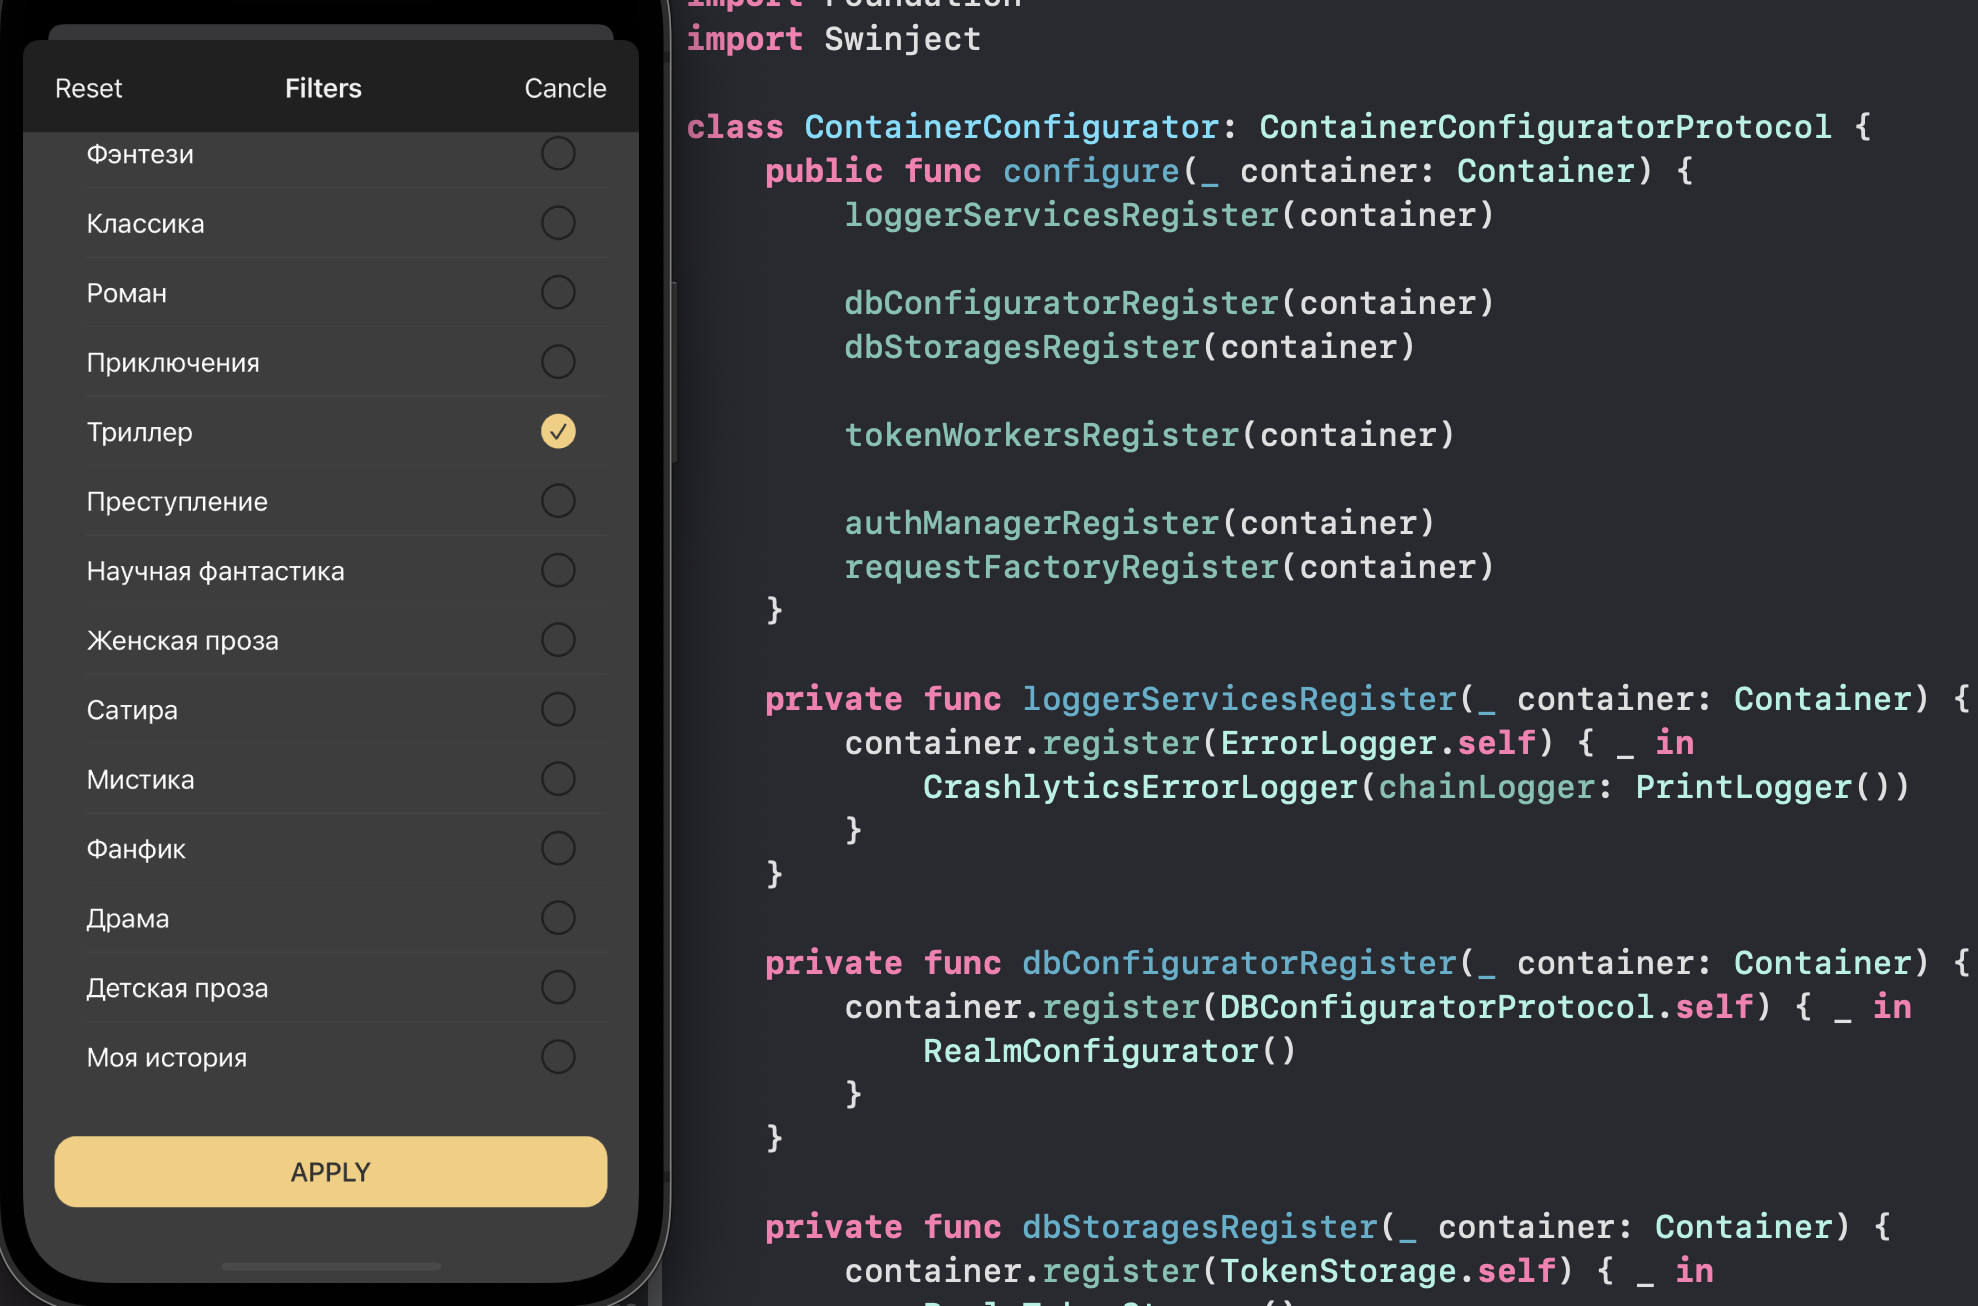 Reset Filters Cancle
Фэнтези
Классика
Роман
Приключения
Триллер
Преступление
Научная фантастика
Женская проза
Сатира
Мистика
Фанфик
Драма
Детская проза
Моя история
APPLY
import Foundation
import Swinject
class ContainerConfigurator: ContainerConfiguratorProtocol {
public func configure(_ container: Container) {
loggerServicesRegister(container)
dbConfiguratorRegister(container)
dbStoragesRegister(container)
tokenWorkersRegister(container)
authManagerRegister(container)
requestFactoryRegister(container)
}
private func loggerServicesRegister(_ container: Container) {
container.register(ErrorLogger.self) { _ in
CrashlyticsErrorLogger(chainLogger: PrintLogger())
}
}
private func dbConfiguratorRegister(_ container: Container) {
container.register(DBConfiguratorProtocol.self) { _ in
RealmConfigurator()
}
}
private func dbStoragesRegister(_ container: Container) {
container.register(TokenStorage.self) { _ in